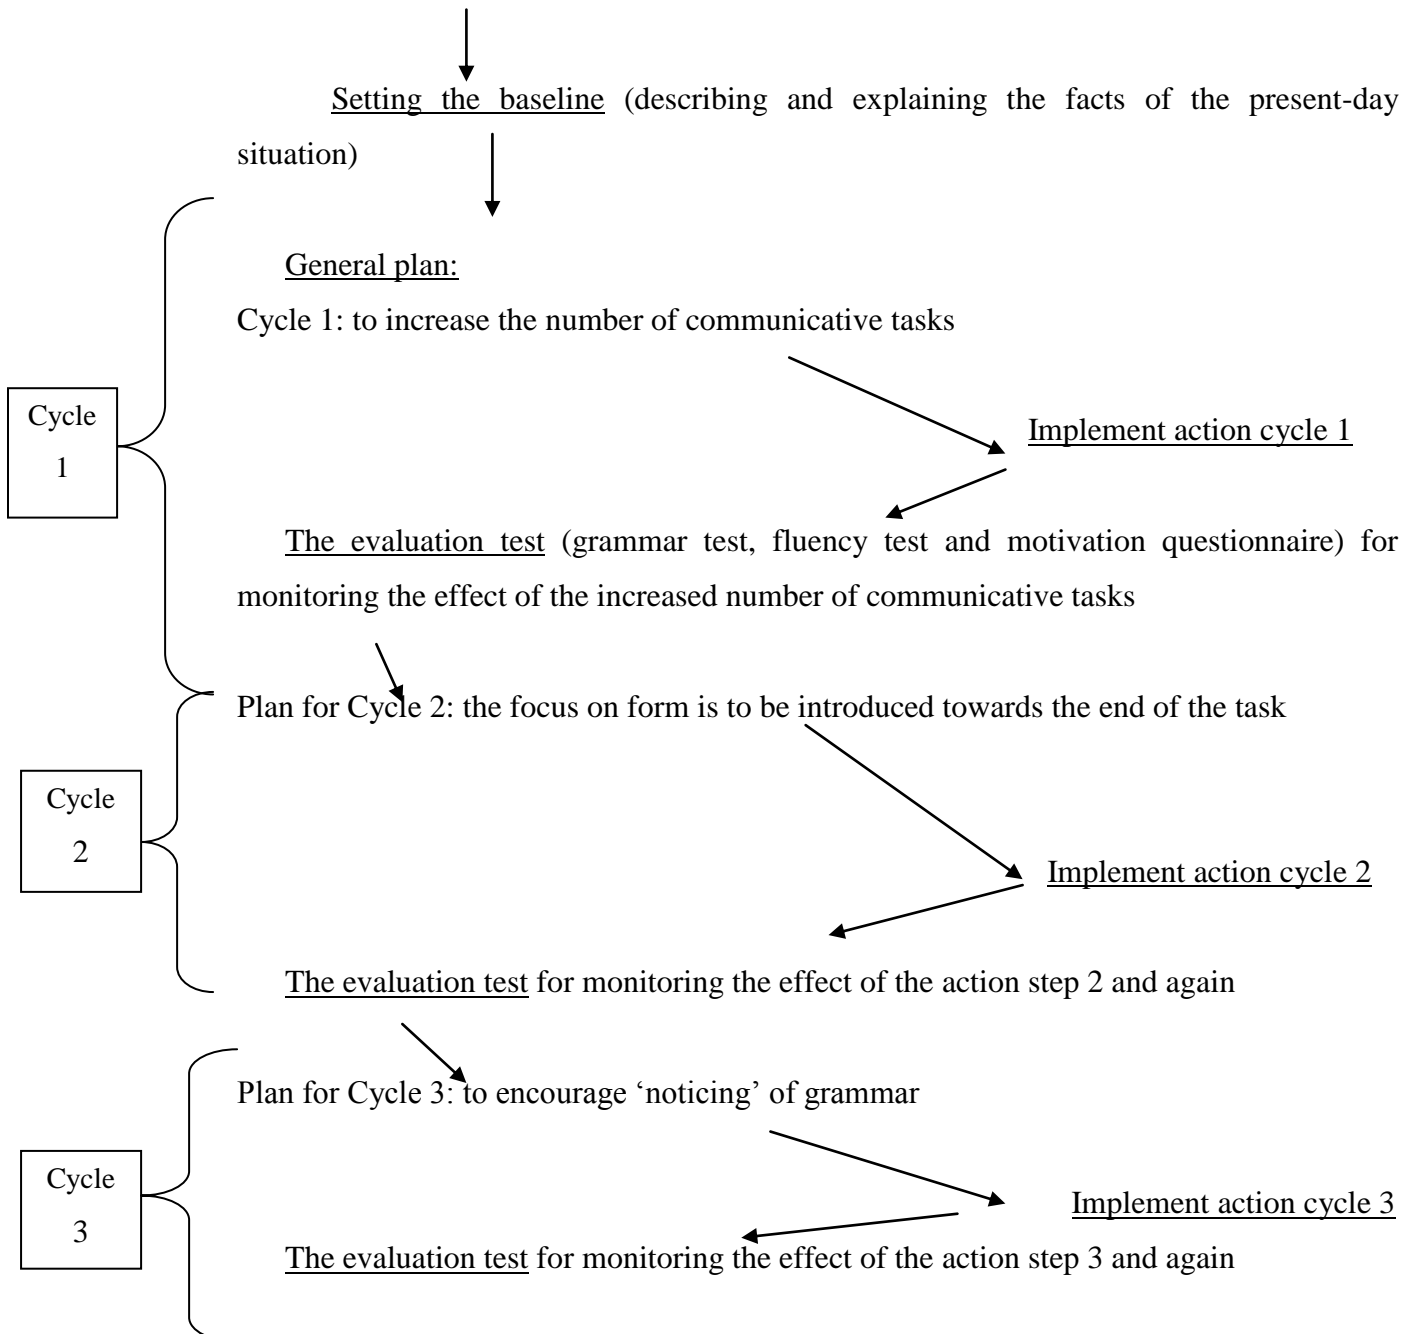 Setting the baseline (describing and explaining the facts of the present-day
situation)
General plan:
Cycle 1: to increase the number of communicative tasks
Cycle
1
Implement action cycle 1
The evaluation test (grammar test, fluency test and motivation questionnaire) for
monitoring the effect of the increased number of communicative tasks
Plan for Cycle 2: the focus on form is to be introduced towards the end of the task
Cycle
2
Implement action cycle 2
The evaluation test for monitoring the effect of the action step 2 and again
Plan for Cycle 3: to encourage ‘noticing’ of grammar
Cycle
3
Implement action cycle 3
The evaluation test for monitoring the effect of the action step 3 and again